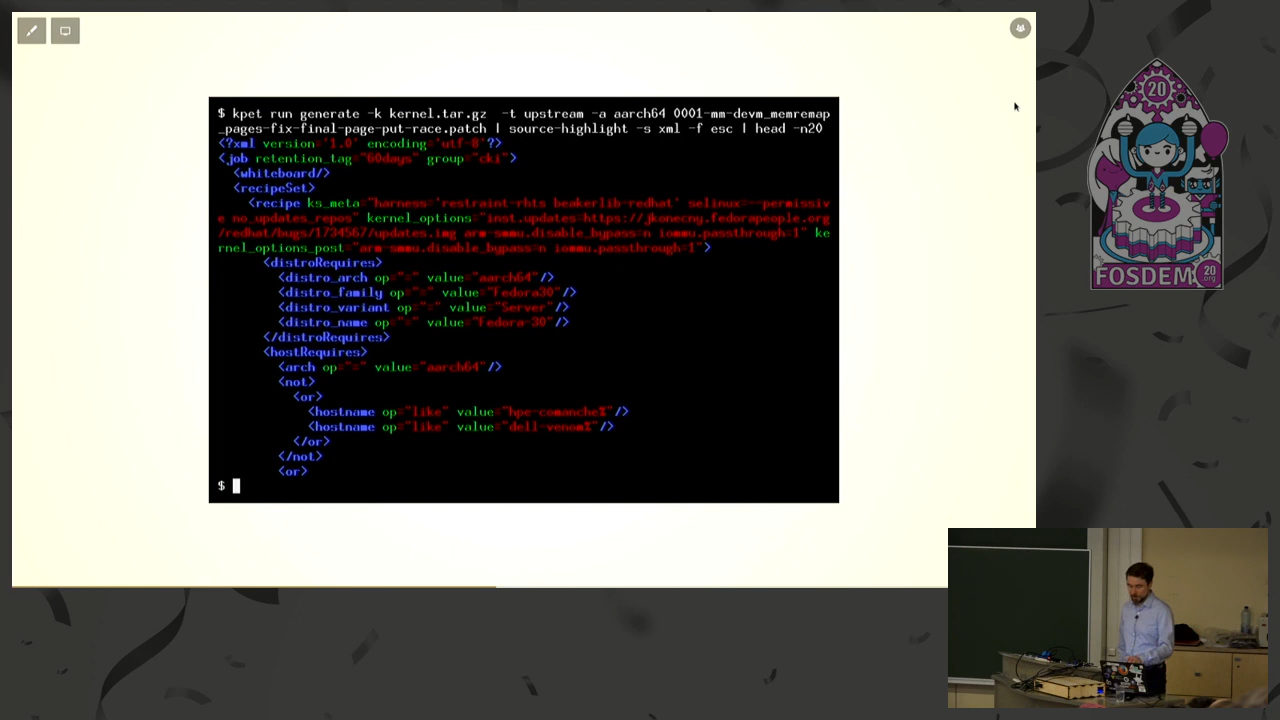 $ kpet run generate -k kernel.tar.gz  -t upstream -a aarch64 0001-mm-devm_memremap
_pages-fix-final-page-put-race.patch | source-highlight -s xml -f esc | head -n20
<?xml version='1.0' encoding='utf-8'?>
<job retention_tag="60days" group="cki">
<whiteboard/>
<recipeSet>
<recipe ks_meta="harness='restraint-rhts beakerlib-redhat' selinux=--permissiv
e no_updates_repos" kernel_options="inst.updates=https://jkonecny.fedorapeople.org
/redhat/bugs/1734567/updates.img arm-smmu.disable_bypass=n iommu.passthrough=1" ke
rnel_options_post="arm-smmu.disable_bypass=n iommu.passthrough=1">
<distroRequires>
<distro_arch op="=" value="aarch64"/>
<distro_family op="=" value="Fedora30"/>
<distro_variant op="=" value="Server"/>
<distro_name op="=" value="Fedora-30"/>
</distroRequires>
<hostRequires>
<arch op="=" value="aarch64"/>
<not>
<or>
<hostname op="like" value="hpe-comanche%"/>
<hostname op="like" value="dell-venom%"/>
</or>
</not>
<or>
$
20
FOSDEM
20
.org